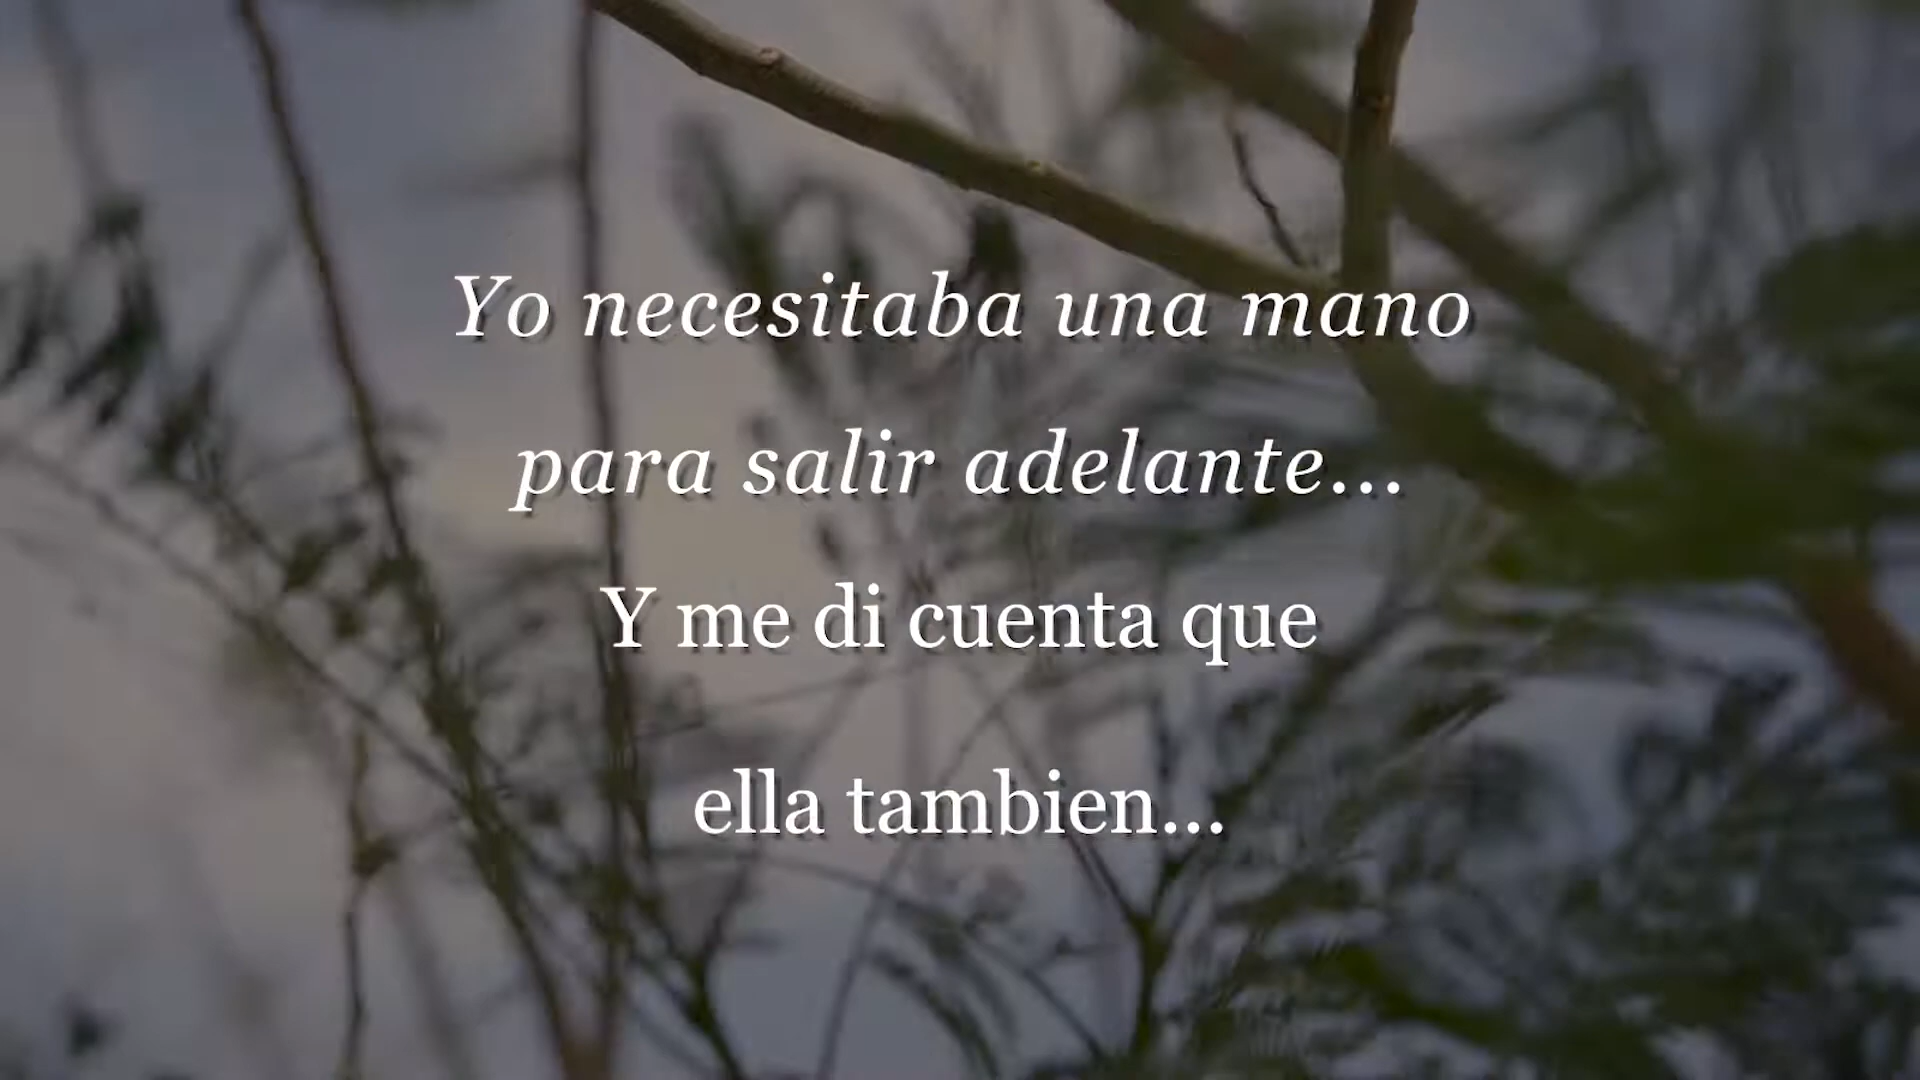 Yo necesitaba una mano
para salir adelante...
Y me di cuenta que
ella tambien...